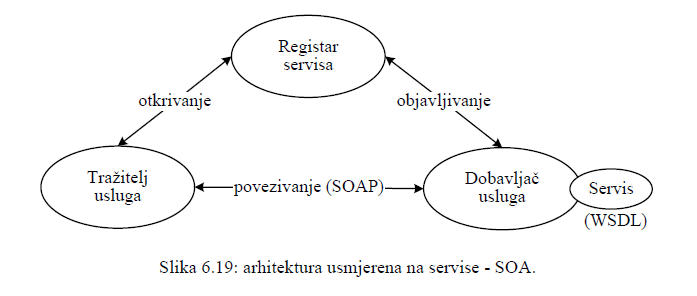 Registar
servisa
otkrivanje
objavljivanje
Tražitelj
usluga
povezivanje (SOAP)
Dobavljač
usluga
Servis
(WSDL)
Slika 6.19: arhitektura usmjerena na servise - SOA.